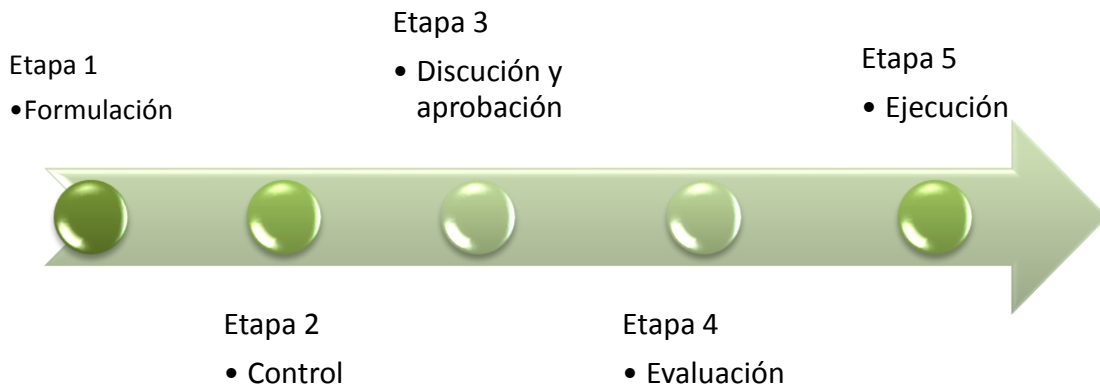 Etapa 1
•Formulación
Etapa 2
• Control
Etapa 3
• Discución y
aprobación
Etapa 4
• Evaluación
Etapa 5
• Ejecución